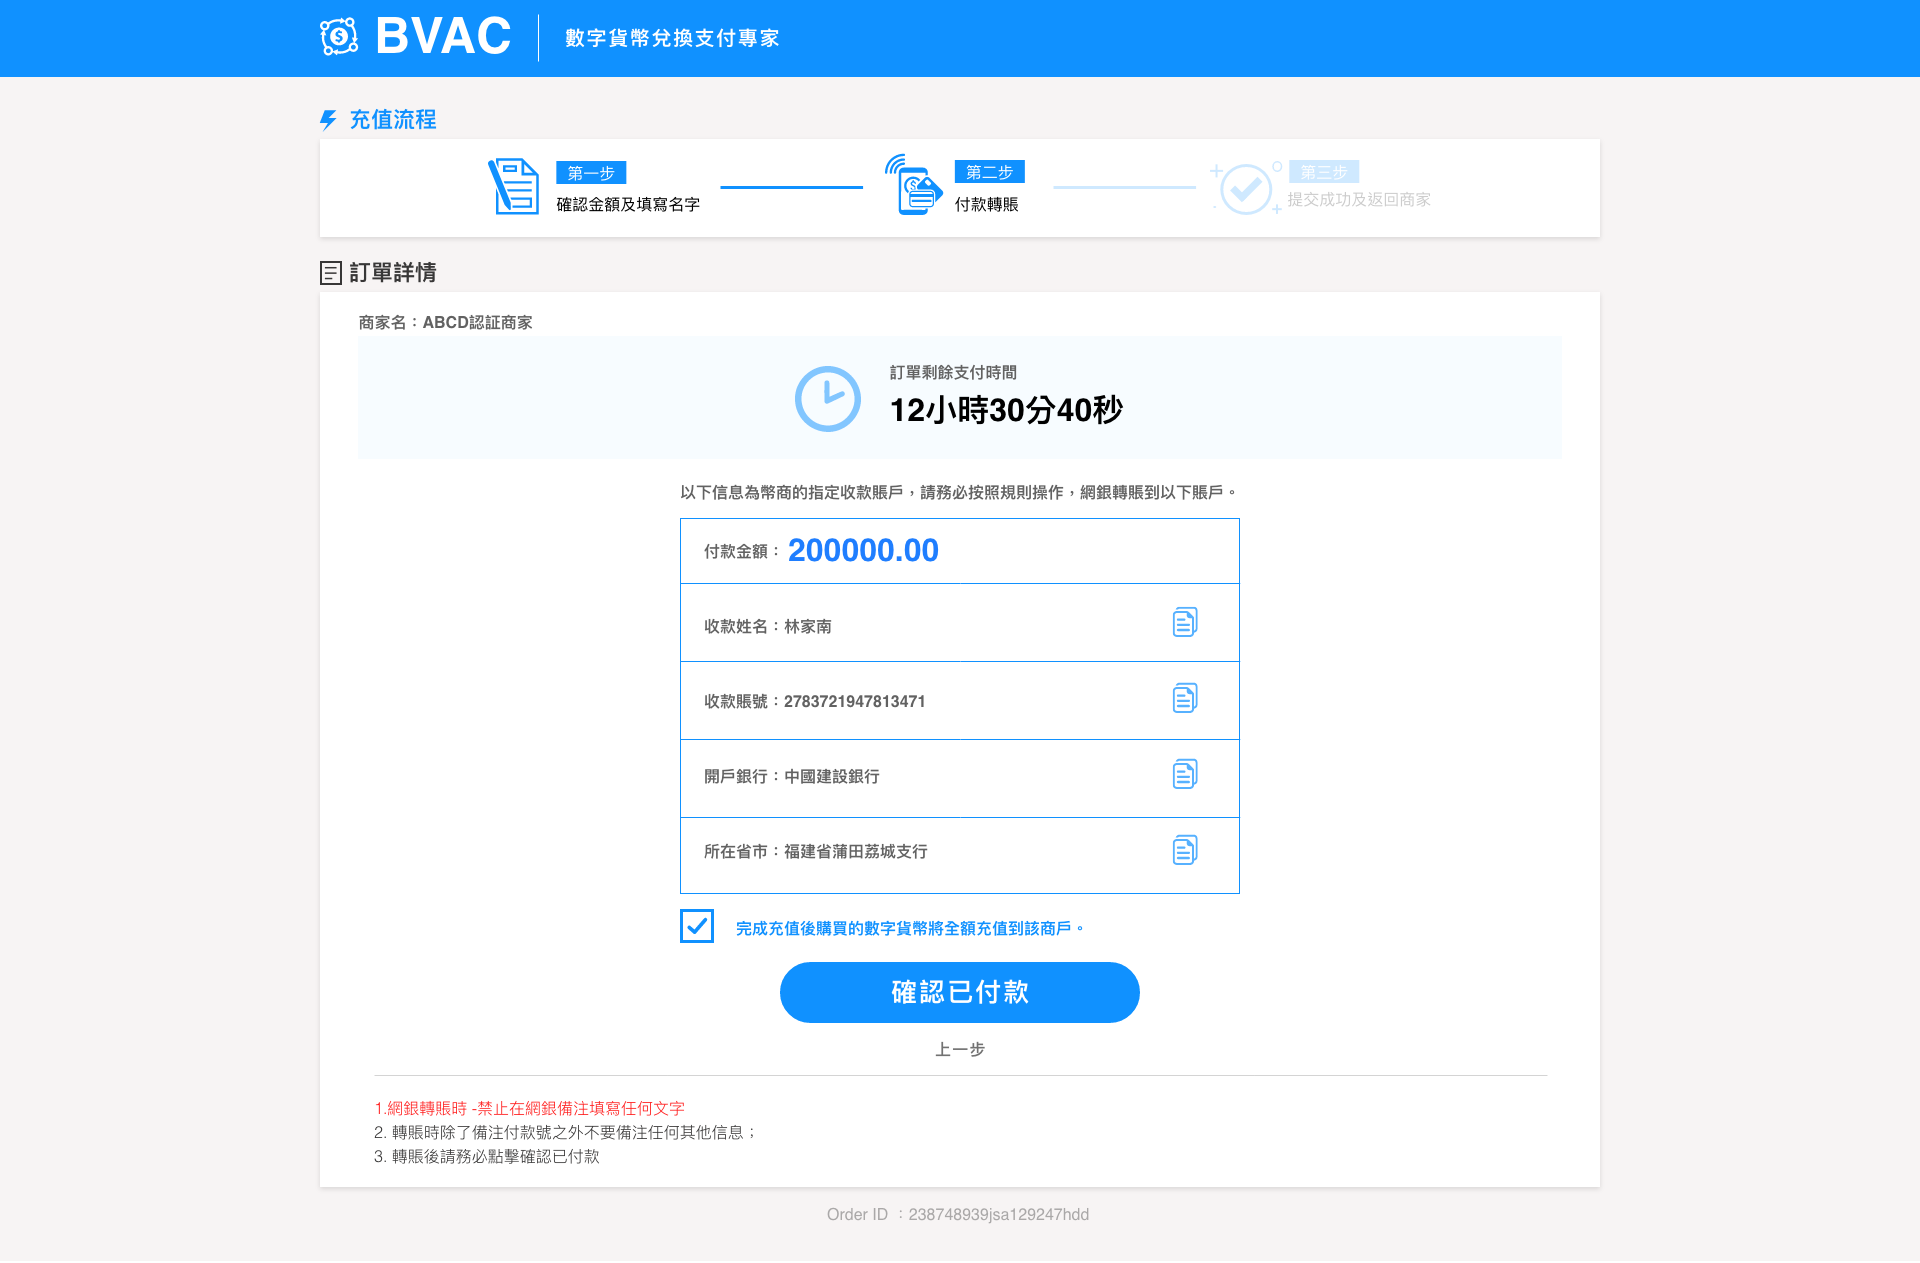 BVAC
數字貨幣兌換支付專家
充值流程
第一步
確認金額及填寫名字
第二步
付款轉賬
第三步
提交成功及返回商家
訂單詳情
商家名：ABCD認証商家
訂單剩餘支付時間
12小時30分40秒
以下信息為幣商的指定收款賬戶，請務必按照規則操作，網銀轉賬到以下賬戶。
付款金額： 200000.00
收款姓名：林家南
收款賬號：2783721947813471
開戶銀行：中國建設銀行
所在省市：福建省蒲田荔城支行
完成充值後購買的數字貨幣將全額充值到該商戶。
確認已付款
上一步
1.網銀轉賬時 -禁止在網銀備注填寫任何文字
2. 轉賬時除了備注付款號之外不要備注任何其他信息；
3. 轉賬後請務必點擊確認已付款
Order ID ：238748939jsa129247hdd